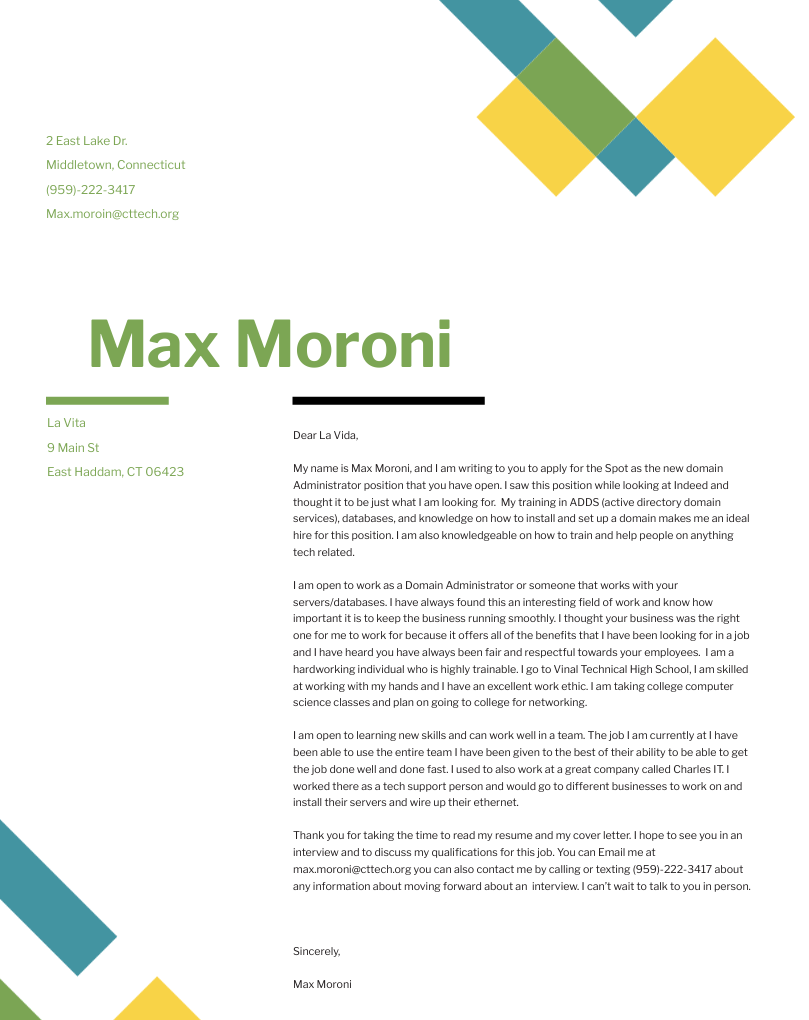 2 East Lake Dr.
Middletown, Connecticut
(959)-222-3417
Max.moroin@cttech.org
Max Moroni
La Vita
9 Main St
East Haddam, CT 06423
Dear La Vida,
My name is Max Moroni, and I am writing to you to apply for the Spot as the new domain
Administrator position that you have open. I saw this position while looking at Indeed and
thought it to be just what I am looking for.  My training in ADDS (active directory domain
services), databases, and knowledge on how to install and set up a domain makes me an ideal
hire for this position. I am also knowledgeable on how to train and help people on anything
tech related.
I am open to work as a Domain Administrator or someone that works with your
servers/databases. I have always found this an interesting field of work and know how
important it is to keep the business running smoothly. I thought your business was the right
one for me to work for because it offers all of the benefits that I have been looking for in a job
and I have heard you have always been fair and respectful towards your employees.  I am a
hardworking individual who is highly trainable. I go to Vinal Technical High School, I am skilled
at working with my hands and I have an excellent work ethic. I am taking college computer
science classes and plan on going to college for networking.
I am open to learning new skills and can work well in a team. The job I am currently at I have
been able to use the entire team I have been given to the best of their ability to be able to get
the job done well and done fast. I used to also work at a great company called Charles IT. I
worked there as a tech support person and would go to different businesses to work on and
install their servers and wire up their ethernet.
Thank you for taking the time to read my resume and my cover letter. I hope to see you in an
interview and to discuss my qualifications for this job. You can Email me at
max.moroni@cttech.org you can also contact me by calling or texting (959)-222-3417 about
any information about moving forward about an  interview. I can't wait to talk to you in person.
Sincerely,
Max Moroni